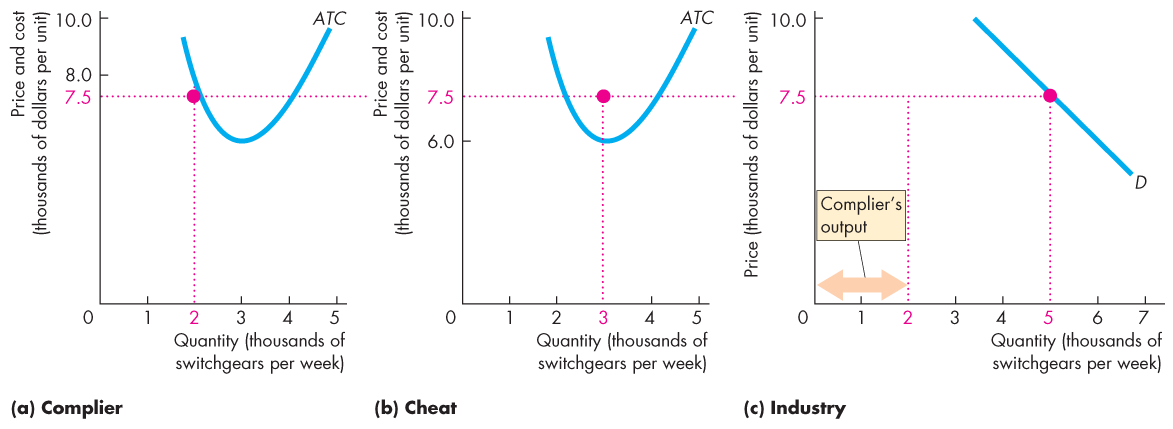 Price and cost
(thousands of dollars per unit)
10.0
8.0
7.5
ATC
0 1 2 3 4 5
Quantity (thousands of
switchgears per week)
(a) Complier
Price and cost
(thousands of dollars per unit)
10.0
7.5
6.0
ATC
0 1 2 3 4 5
Quantity (thousands of
switchgears per week)
(b) Cheat
Price (thousands of dollars per unit)
10.0
7.5
D
Complier's
output
0 1 2 3 4 5 6 7
Quantity (thousands of
switchgears per week)
(c) Industry